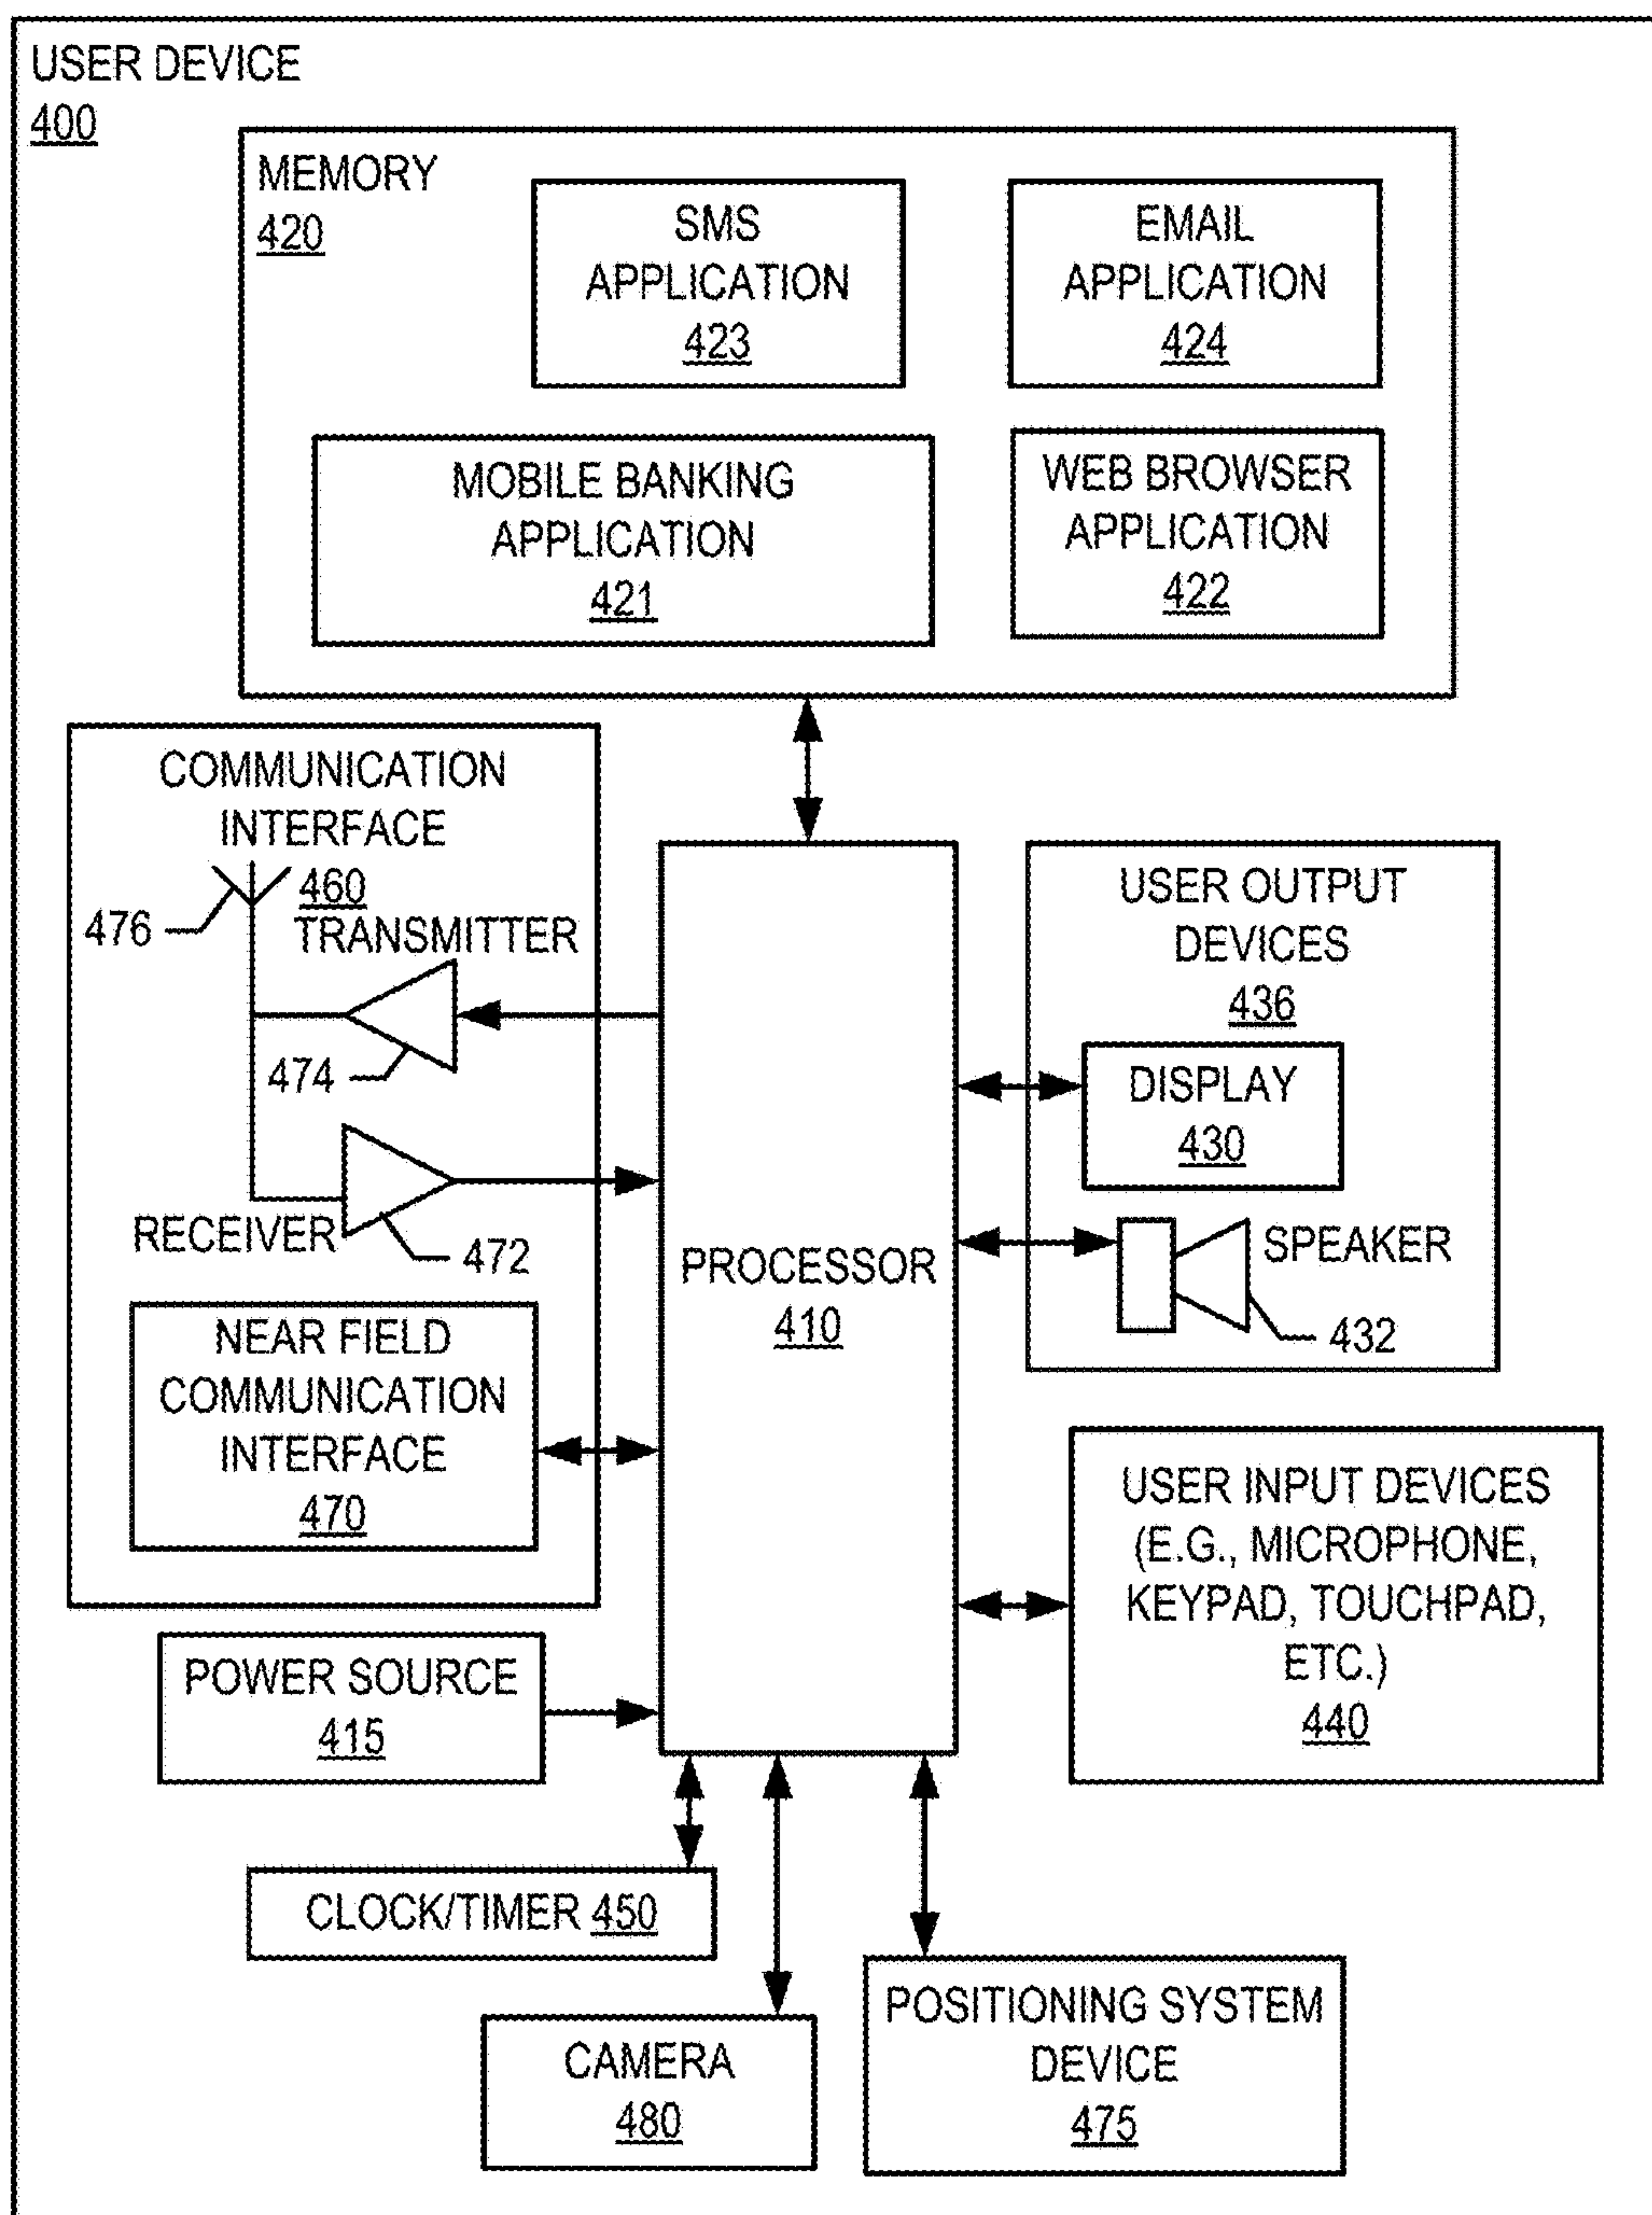 USER DEVICE
400
MEMORY
420
SMS
APPLICATION
423
EMAIL
APPLICATION
424
MOBILE BANKING
APPLICATION
421
WEB BROWSER
APPLICATION
422
COMMUNICATION
INTERFACE
460
476
TRANSMITTER
474
RECEIVER
472
NEAR FIELD
COMMUNICATION
INTERFACE
470
PROCESSOR
410
USER OUTPUT
DEVICES
436
DISPLAY
430
SPEAKER
432
USER INPUT DEVICES
(E.G., MICROPHONE,
KEYPAD, TOUCHPAD,
ETC.)
440
POWER SOURCE
415
CLOCK/TIMER 450
CAMERA
480
POSITIONING SYSTEM
DEVICE
475